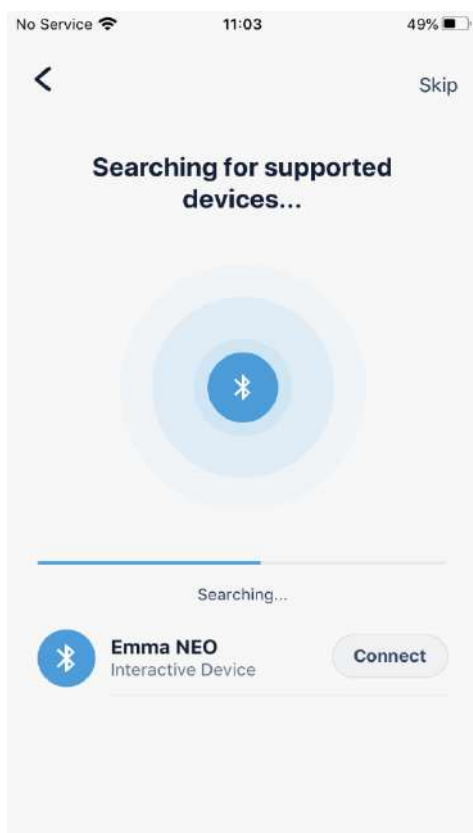 No Service 11:03 49%
Skip
Searching for supported
devices...
Searching...
Emma NEO
Interactive Device
Connect